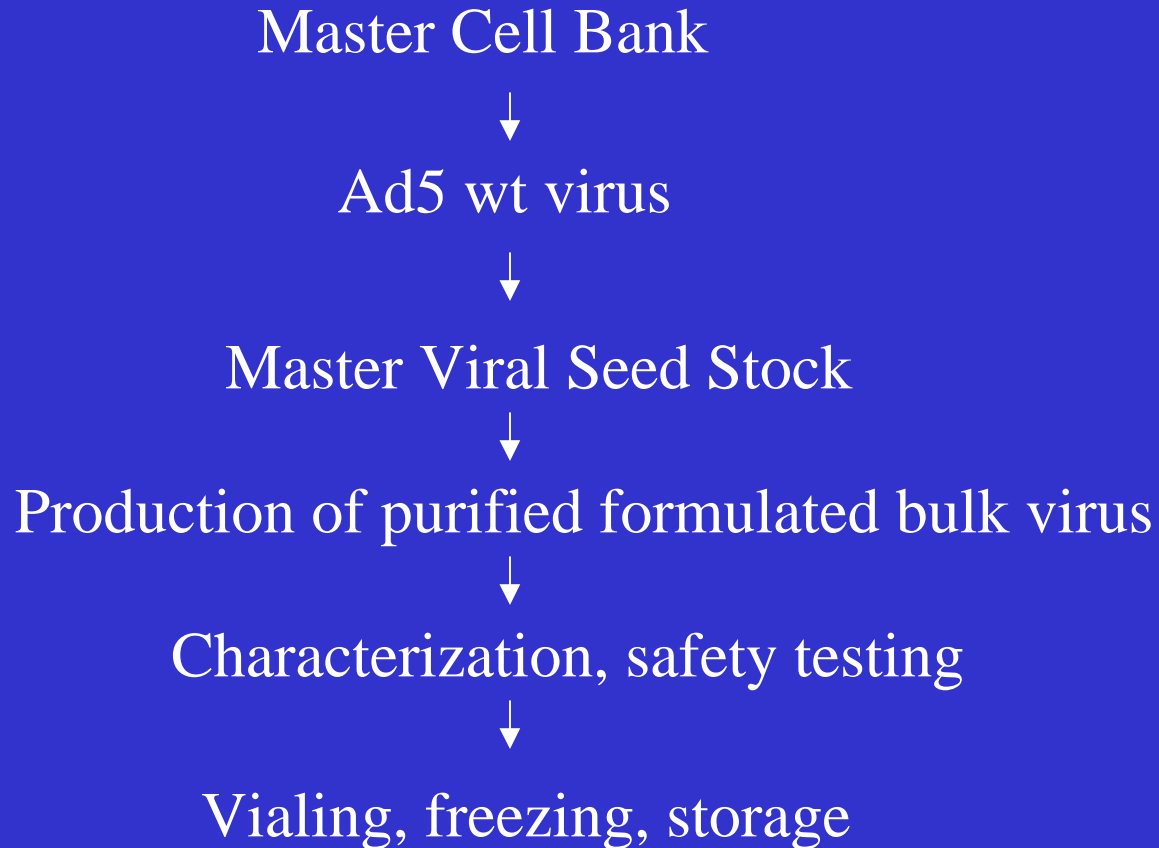 Master Cell Bank
Ad5 wt virus
Master Viral Seed Stock
Production of purified formulated bulk virus
Characterization, safety testing
Vialing, freezing, storage